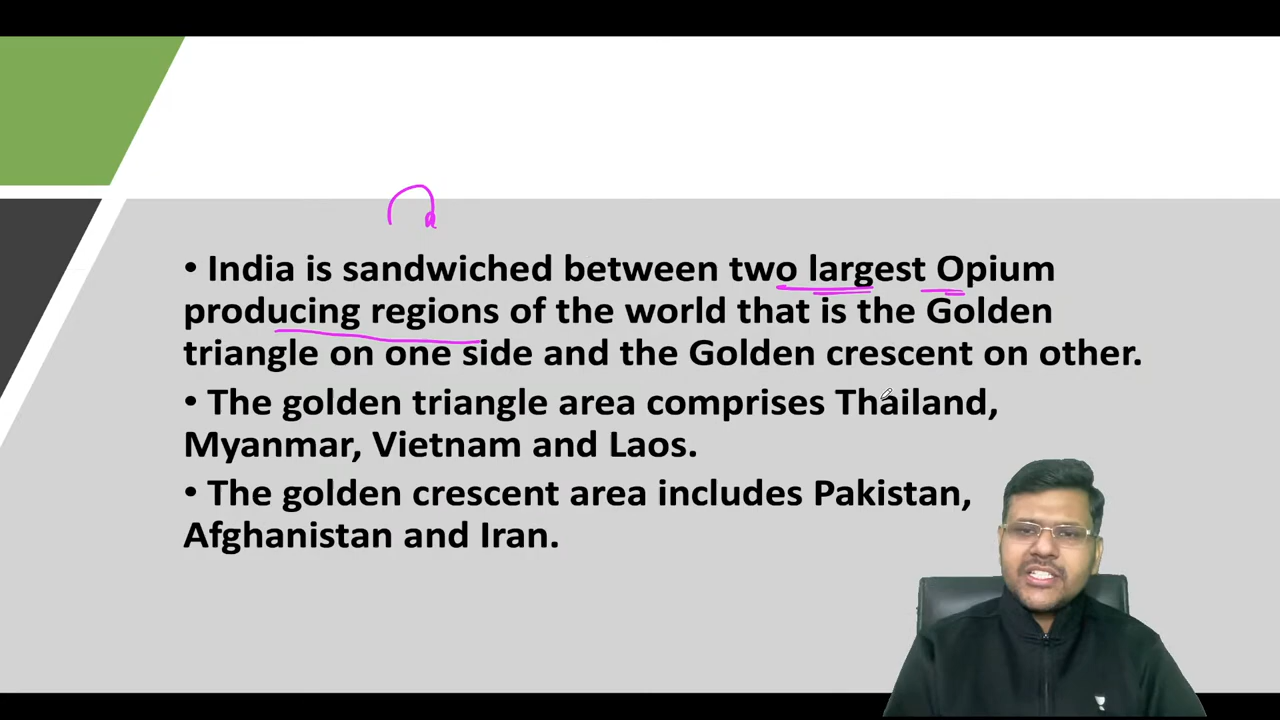 • India is sandwiched between two largest Opium
producing regions of the world that is the Golden
triangle on one side and the Golden crescent on other.
• The golden triangle area comprises Thailand,
Myanmar, Vietnam and Laos.
• The golden crescent area includes Pakistan,
Afghanistan and Iran.